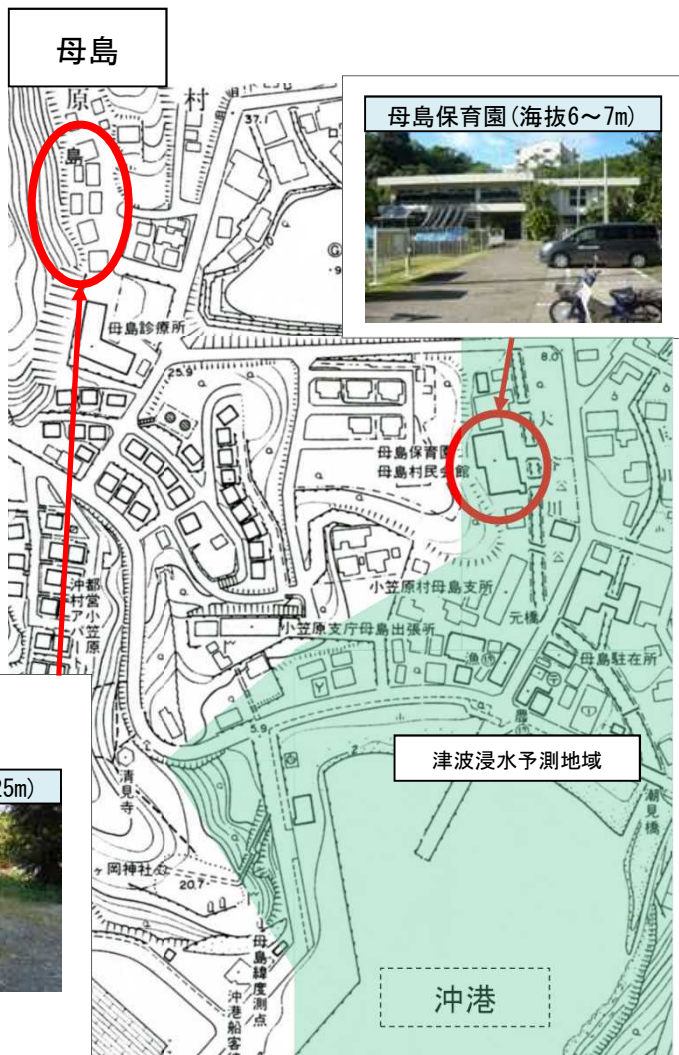 母島
原
村
島
37.
母島保育園(海抜6～7m)
母島診療所
25.9
8.0
母島保育園
母島村民会館
大
川
小笠原村母島支所
小笠原支庁母島出張所
元橋
母島駐在所
漁協
都営小笠原
沖村アパート
5.9
2
25m)
清見寺
津波浸水予測地域
潮見橋
ヶ岡神社
20.7
母島緯度測点
沖港船客
沖港